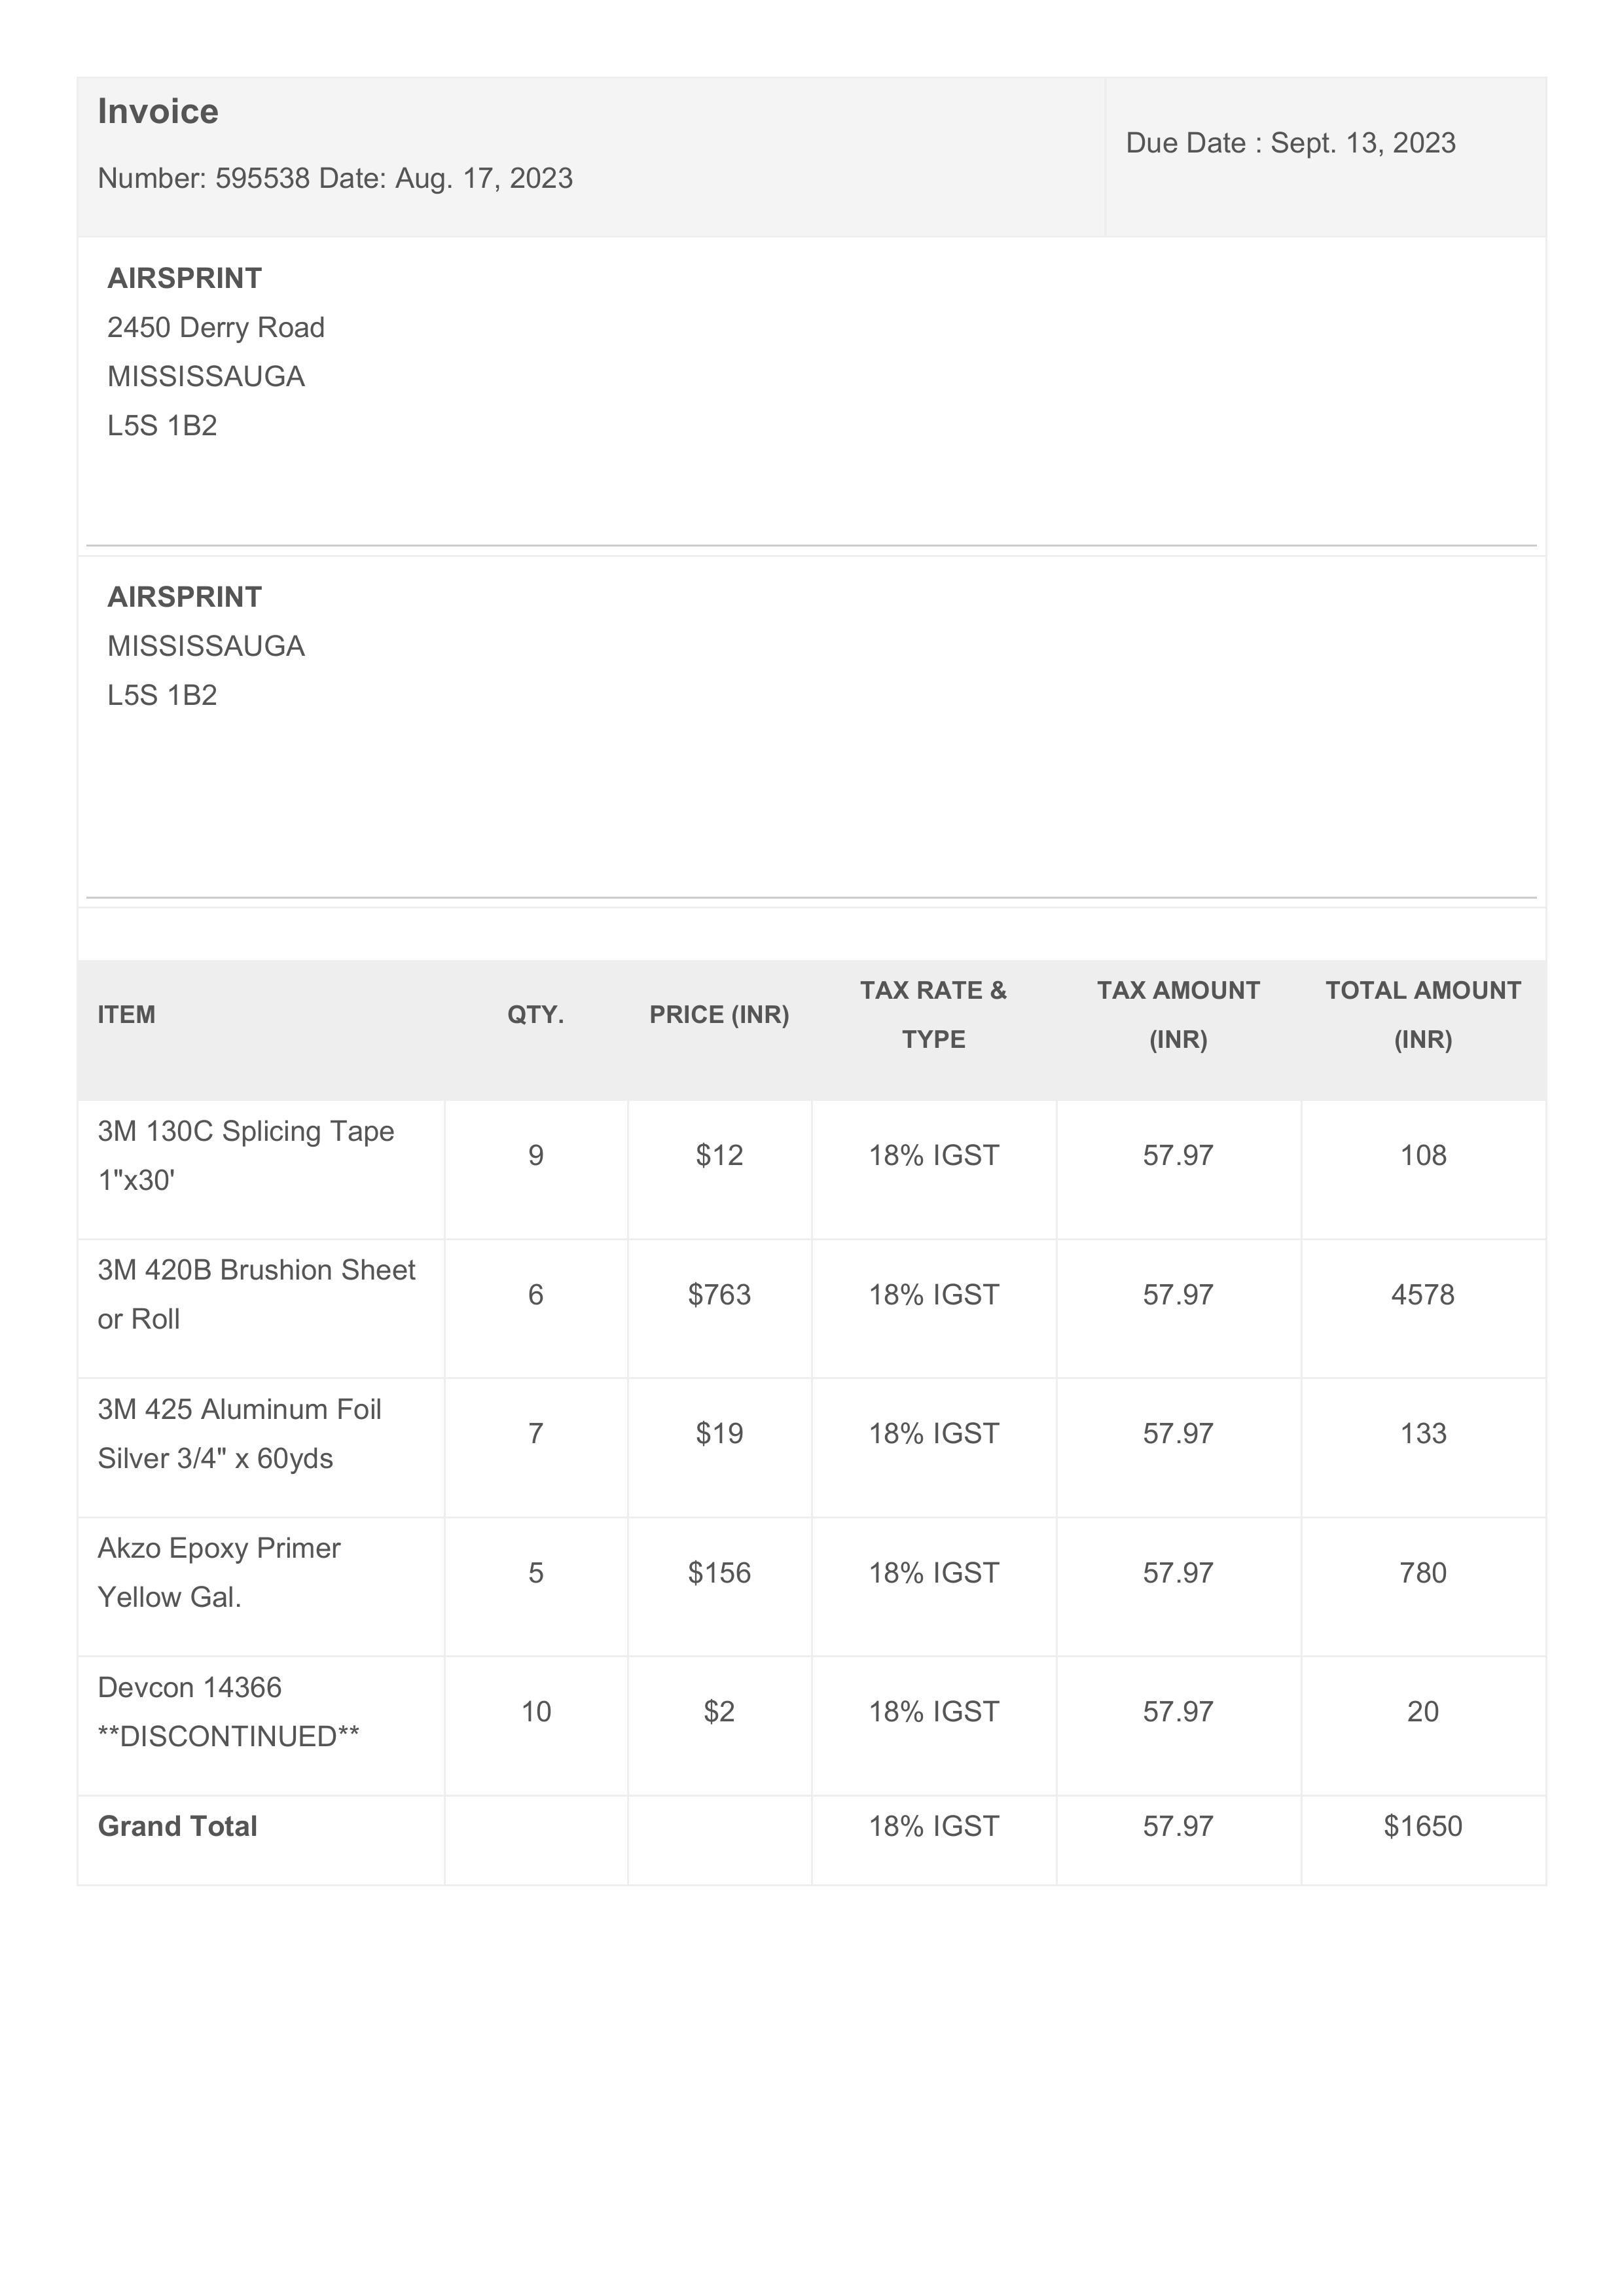 Invoice
Number: 595538 Date: Aug. 17, 2023
Due Date : Sept. 13, 2023
AIRSPRINT
2450 Derry Road
MISSISSAUGA
L5S 1B2
AIRSPRINT
MISSISSAUGA
L5S 1B2
ITEM QTY. PRICE (INR) TAX RATE & TYPE TAX AMOUNT (INR) TOTAL AMOUNT (INR)
3M 130C Splicing Tape
1"x30'
9 $12 18% IGST 57.97 108
3M 420B Brushion Sheet
or Roll
6 $763 18% IGST 57.97 4578
3M 425 Aluminum Foil
Silver 3/4" x 60yds
7 $19 18% IGST 57.97 133
Akzo Epoxy Primer
Yellow Gal.
5 $156 18% IGST 57.97 780
Devcon 14366
**DISCONTINUED**
10 $2 18% IGST 57.97 20
Grand Total 18% IGST 57.97 $1650